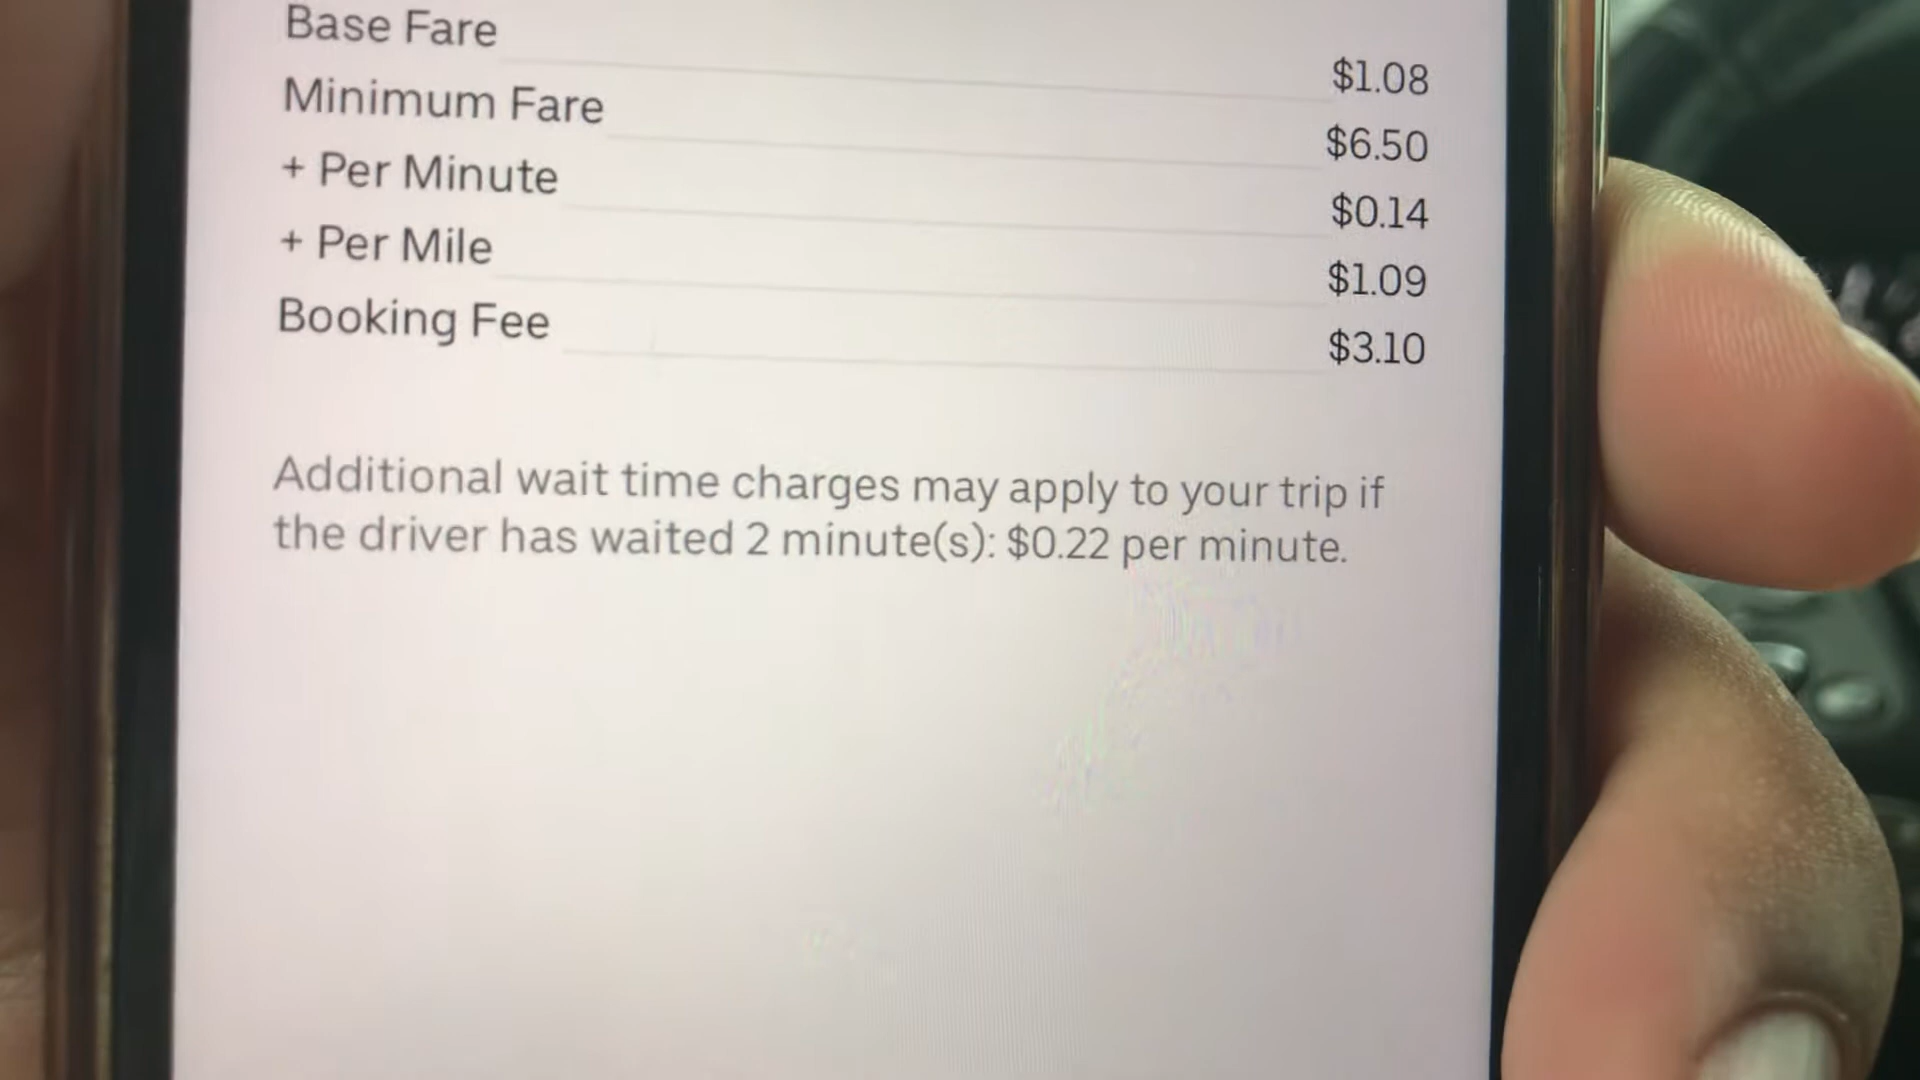 Base Fare $1.08
Minimum Fare $6.50
+ Per Minute $0.14
+ Per Mile $1.09
Booking Fee $3.10
Additional wait time charges may apply to your trip if
the driver has waited 2 minute(s): $0.22 per minute.